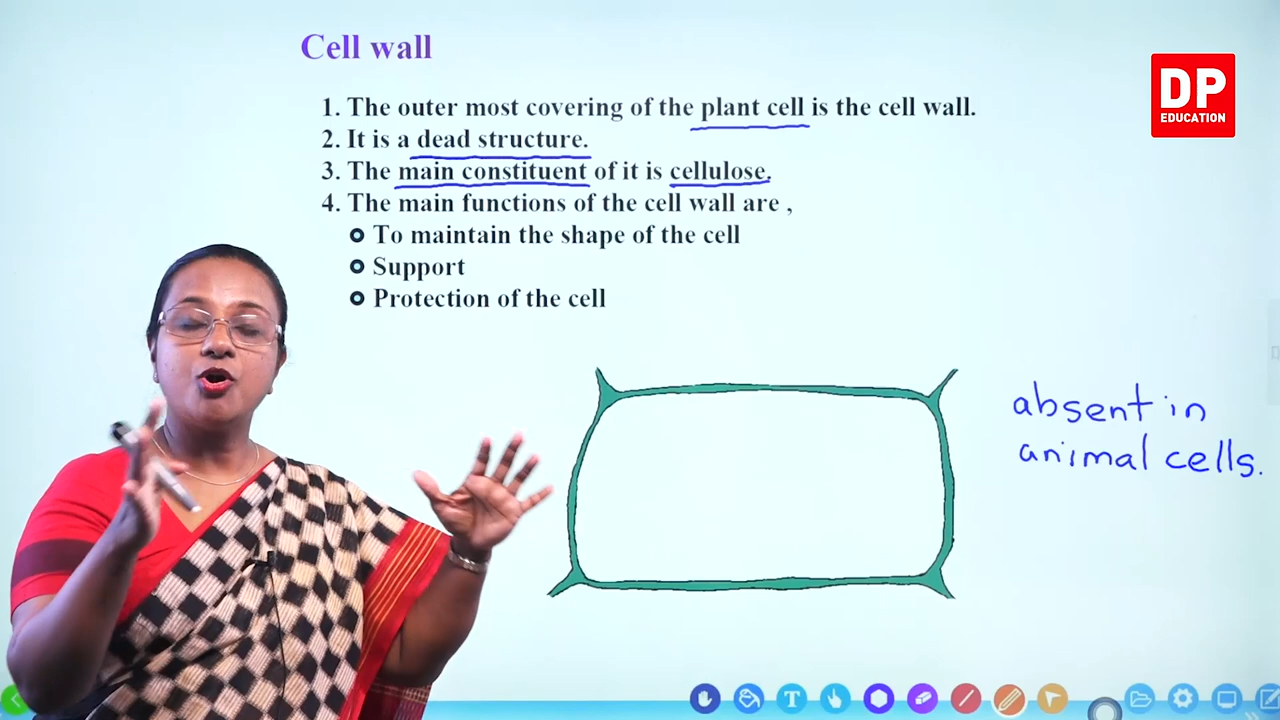 Cell wall
1. The outer most covering of the plant cell is the cell wall.
2. It is a dead structure.
3. The main constituent of it is cellulose.
4. The main functions of the cell wall are ,
To maintain the shape of the cell
Support
Protection of the cell
absent in
animal cells.
DP
EDUCATION
T